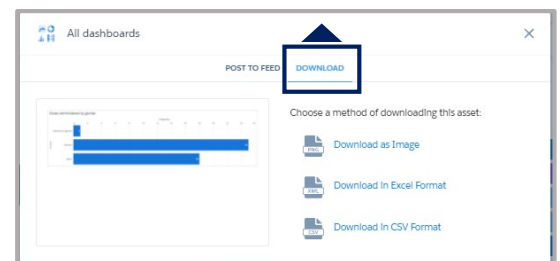 All dashboards
POST TO FEED DOWNLOAD
Choose a method of downloading this asset:
PNG Download as Image
XML Download In Excel Format
CSV Download In CSV Format